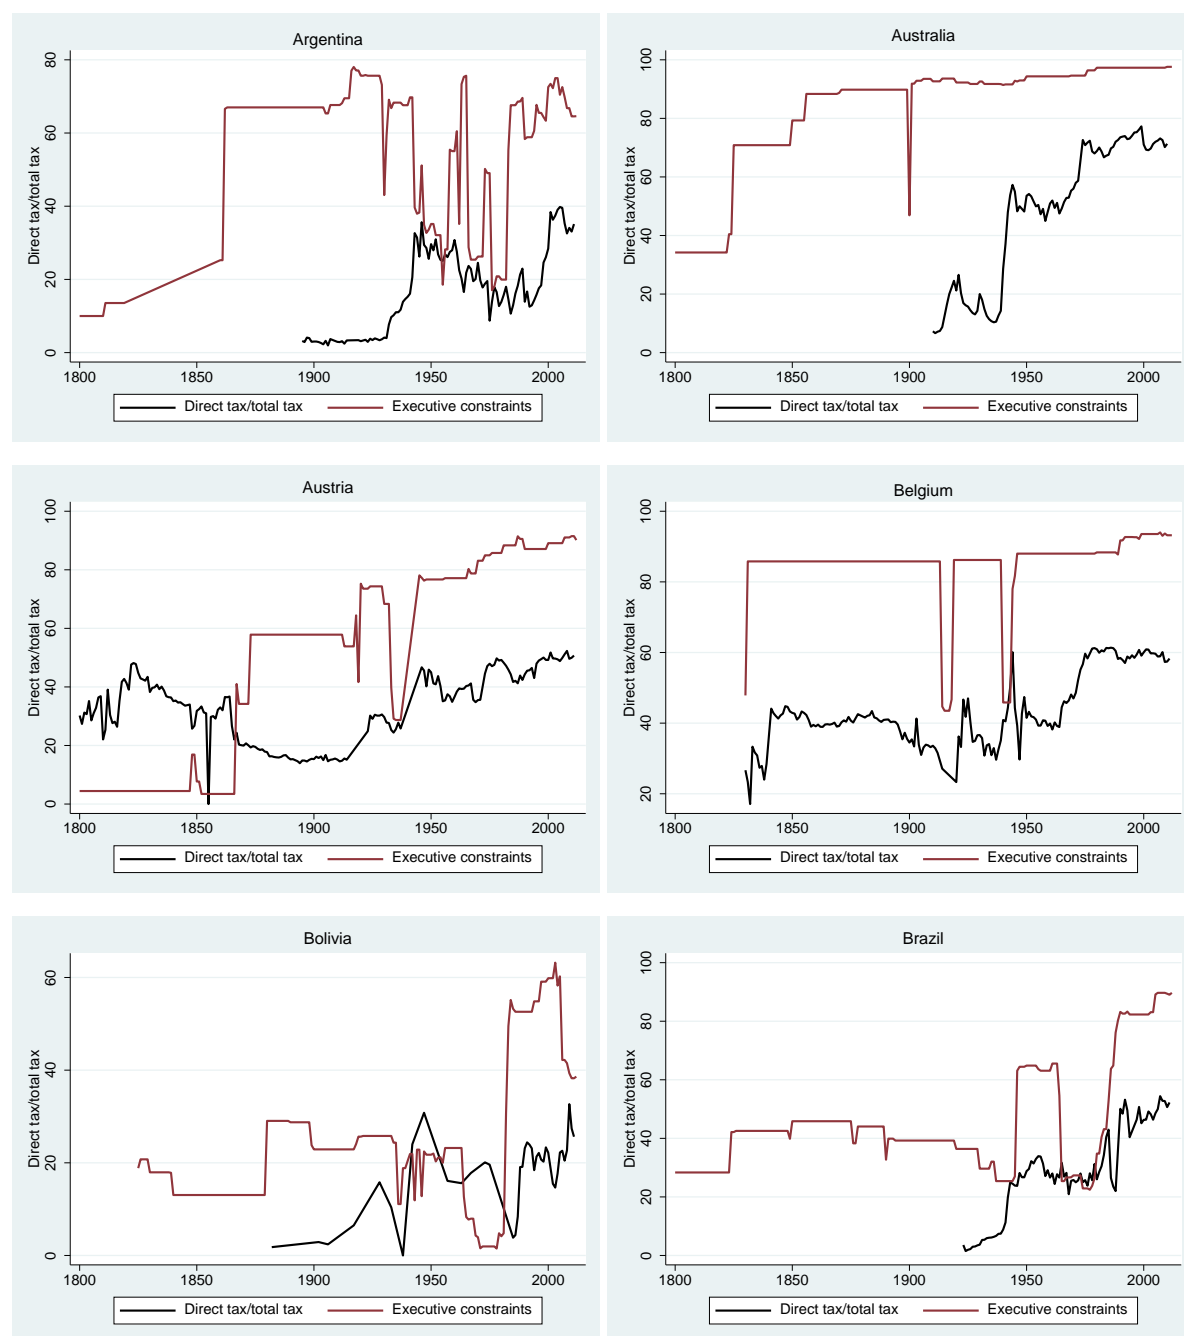 Argentina
Direct tax/total tax
0 20 40 60 80
1800 1850 1900 1950 2000
Direct tax/total tax Executive constraints
Australia
Direct tax/total tax
0 20 40 60 80 100
1800 1850 1900 1950 2000
Direct tax/total tax Executive constraints
Austria
Direct tax/total tax
0 20 40 60 80 100
1800 1850 1900 1950 2000
Direct tax/total tax Executive constraints
Belgium
Direct tax/total tax
20 40 60 80 100
1800 1850 1900 1950 2000
Direct tax/total tax Executive constraints
Bolivia
Direct tax/total tax
0 20 40 60
1800 1850 1900 1950 2000
Direct tax/total tax Executive constraints
Brazil
Direct tax/total tax
0 20 40 60 80 100
1800 1850 1900 1950 2000
Direct tax/total tax Executive constraints